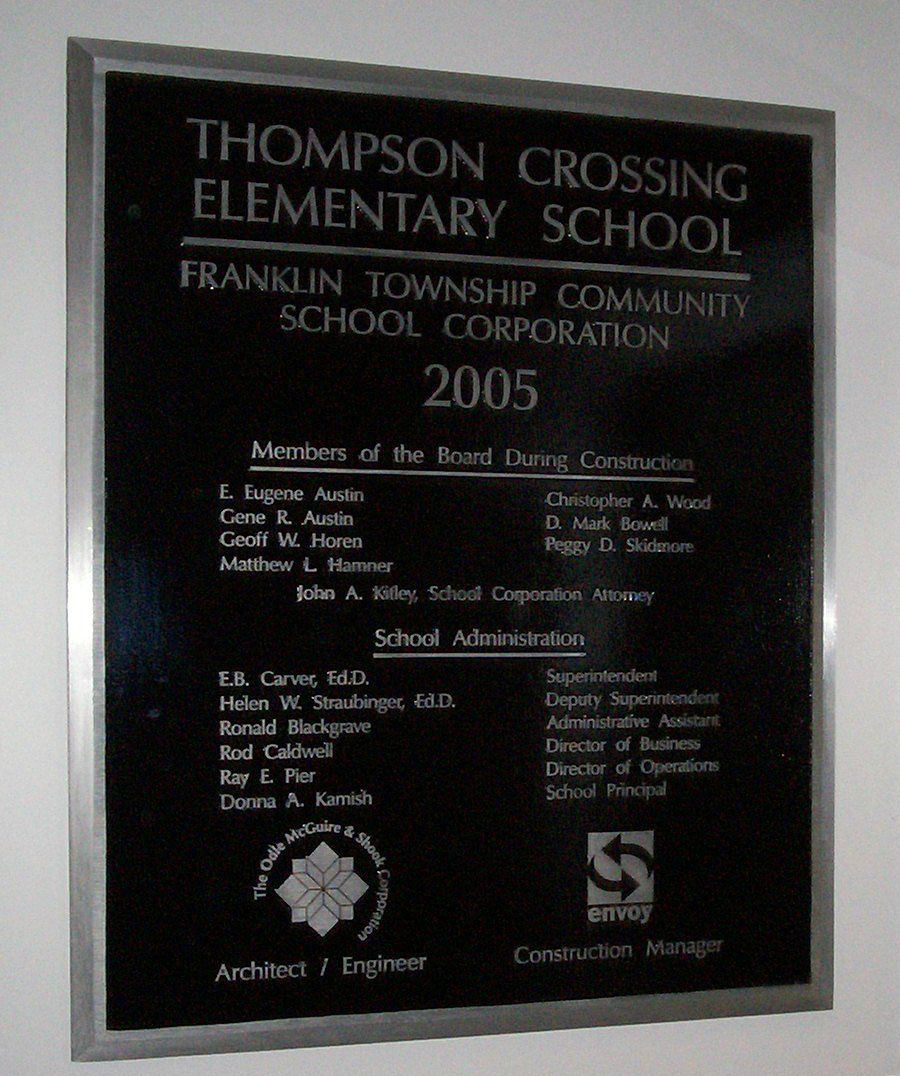 THOMPSON CROSSING
ELEMENTARY SCHOOL
FRANKLIN TOWNSHIP COMMUNITY
SCHOOL CORPORATION
2005
Members of the Board During Construction
E. Eugene Austin Christopher A. Wood
Gene R. Austin D. Mark Bowell
Geoff W. Horen Peggy D. Skidmore
Matthew L. Hamner
John A. Kitley, School Corporation Attorney
School Administration
E.B. Carver, Ed.D. Superintendent
Helen W. Straubinger, Ed.D. Deputy Superintendent
Ronald Blackgrave Administrative Assistant
Rod Caldwell Director of Business
Ray E. Pier Director of Operations
Donna A. Kamish School Principal
The Odle McGuire & Shook Corporation
envoy
Architect / Engineer Construction Manager